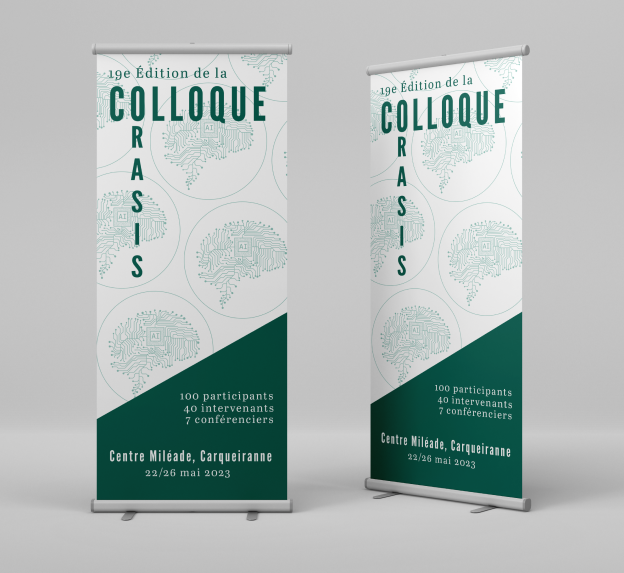 19e Édition de la
COLLOQUE
R
A
S
I
S
100 participants
40 intervenants
7 conférenciers
Centre Miléade, Carqueiranne
22/26 mai 2023
19e Édition de la
COLLOQUE
R
A
S
I
S
100 participants
40 intervenants
7 conférenciers
Centre Miléade, Carqueiranne
22/26 mai 2023